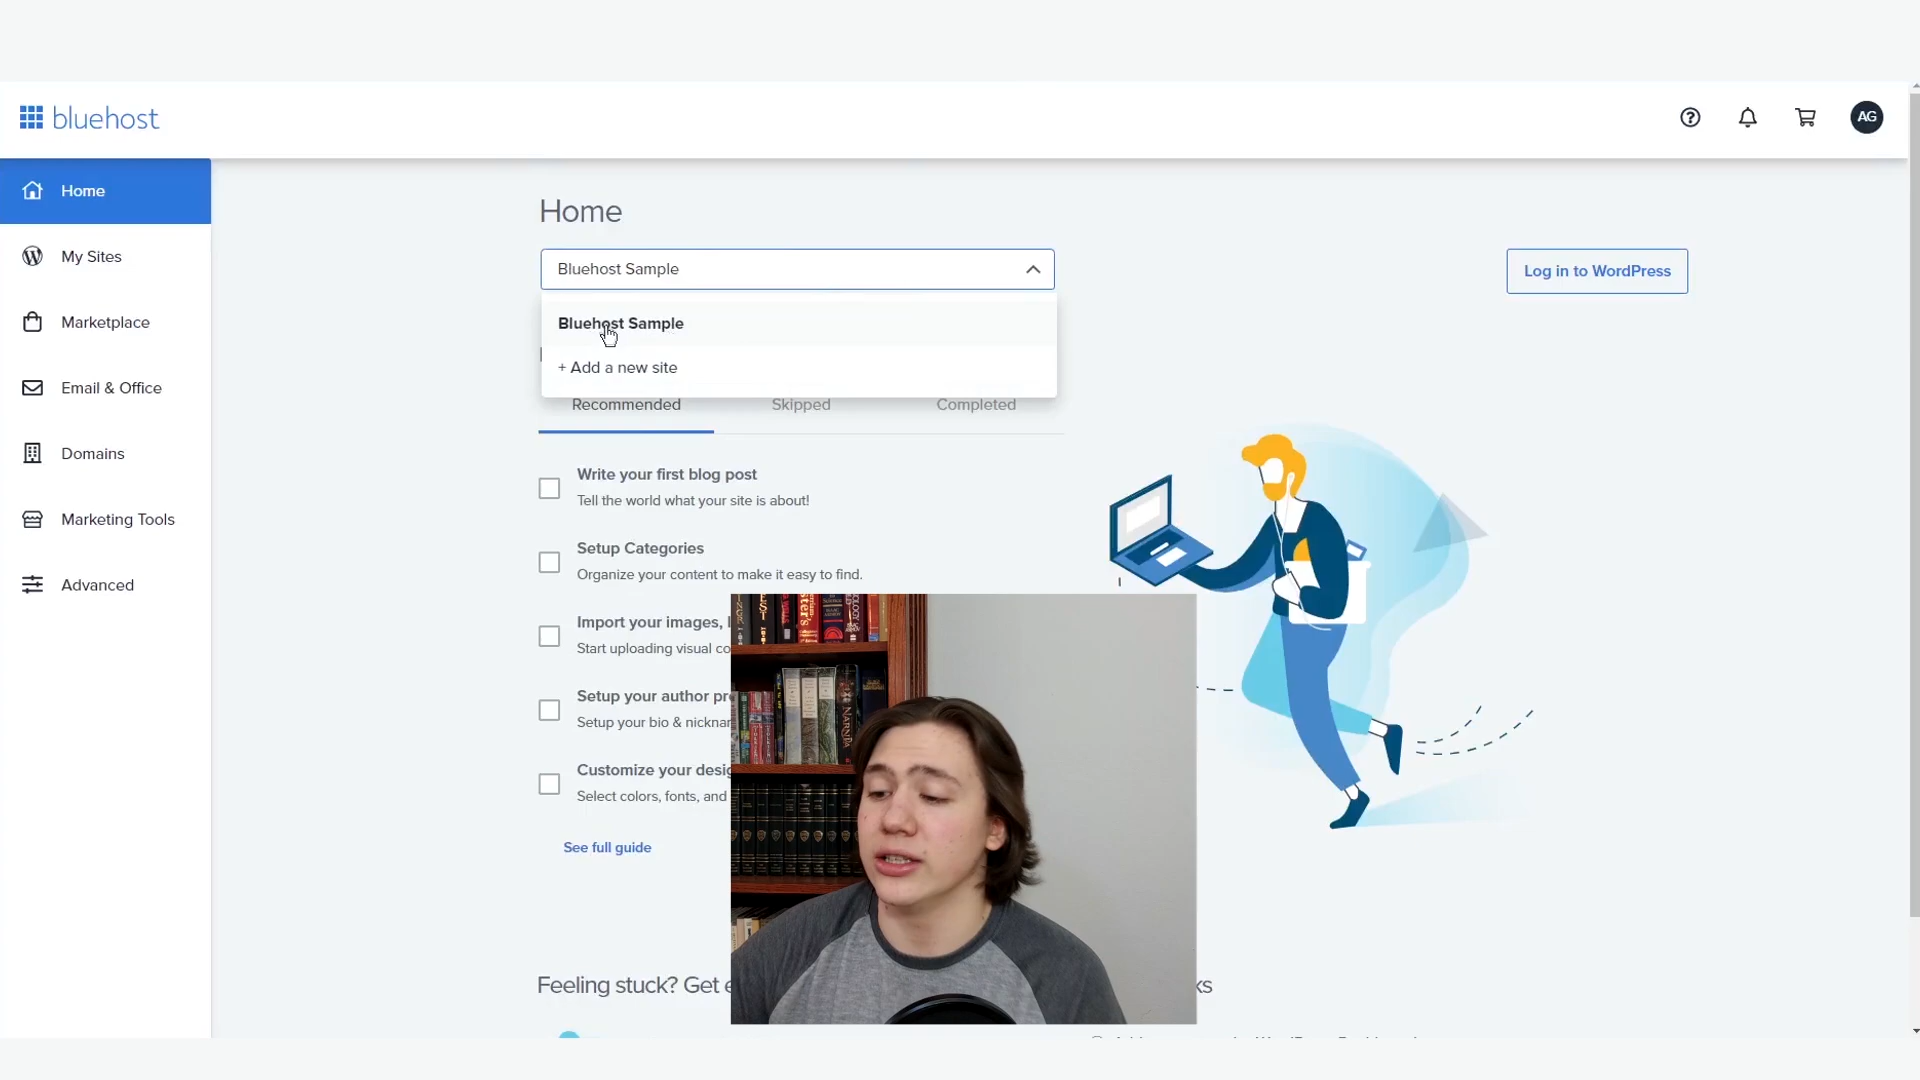 bluehost
AG
Home
My Sites
Marketplace
Email & Office
Domains
Marketing Tools
Advanced
Home
Bluehost Sample
Log in to WordPress
Bluehost Sample
+ Add a new site
Recommended
Skipped
Completed
Write your first blog post
Tell the world what your site is about!
Setup Categories
Organize your content to make it easy to find.
Import your images,
Start uploading visual
Setup your author
Setup your bio &
Customize your
Select colors, fonts, and
See full guide
Feeling stuck? Get
NARNIA